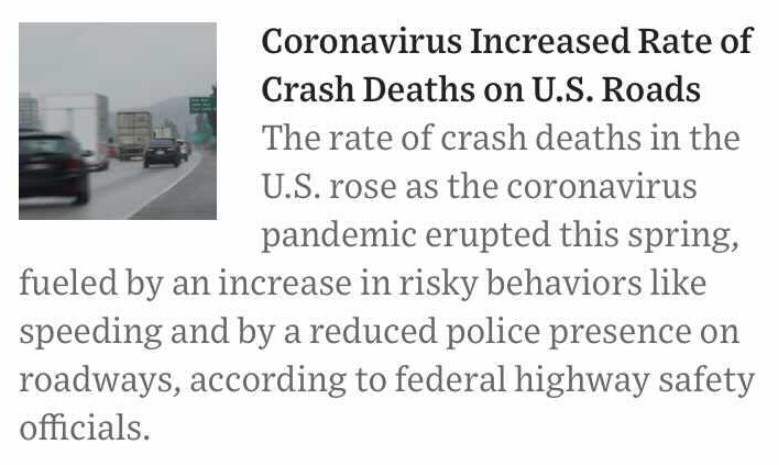 Coronavirus Increased Rate of
Crash Deaths on U.S. Roads
The rate of crash deaths in the
U.S. rose as the coronavirus
pandemic erupted this spring,
fueled by an increase in risky behaviors like
speeding and by a reduced police presence on
roadways, according to federal highway safety
officials.